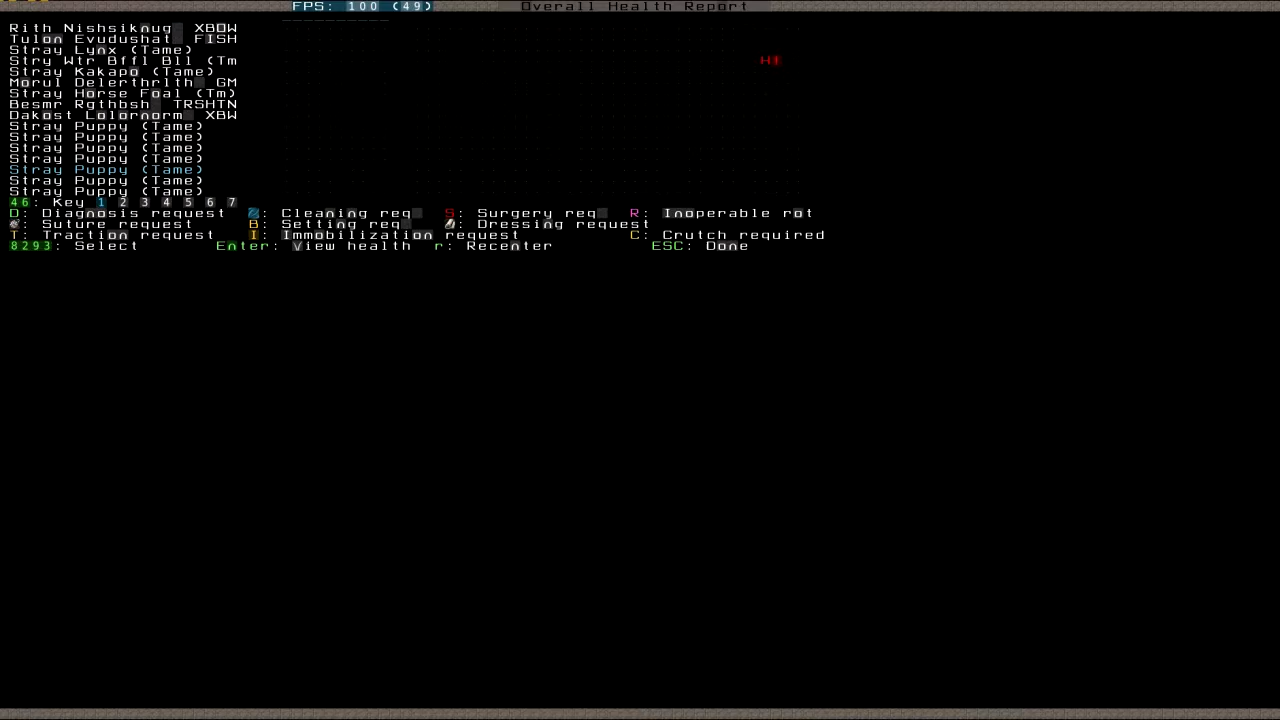 FPS: 100 (49) Overall Health Report
Rith Nishsiknug XBOW
Tulon Evudushat FISH
Stray Lynx (Tame)
Stry Wtr Bffl Bll (Tm H!
Stray Kakapo (Tame)
Morul Delerthrlth GM
Stray Horse Foal (Tm)
Besmr Rgthbsh TRSHTN
Dakost Lolornorm XBW
Stray Puppy (Tame)
Stray Puppy (Tame)
Stray Puppy (Tame)
Stray Puppy (Tame)
Stray Puppy (Tame)
Stray Puppy (Tame)
Stray Puppy (Tame)
46: Key 1 2 3 4 5 6 7
D: Diagnosis request : Cleaning req S: Surgery req R: Inoperable rot
: Suture request B: Setting req : Dressing request
T: Traction request I: Immobilization request C: Crutch required
8293: Select Enter: View health r: Recenter ESC: Done